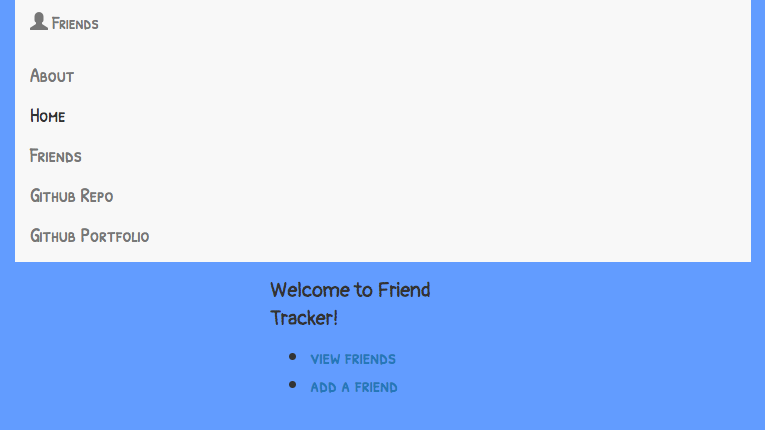 Friends
About
Home
Friends
Github Repo
Github Portfolio
Welcome to Friend
Tracker!
view friends
add a friend